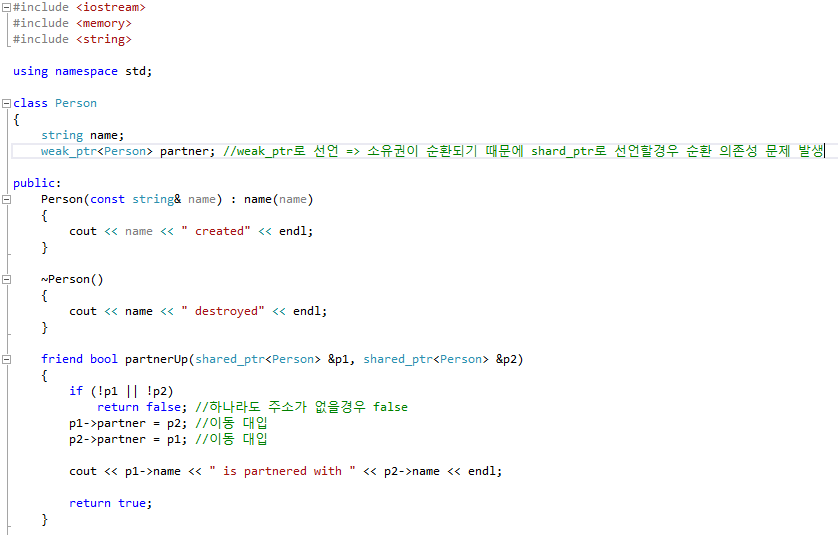 #include <iostream>
#include <memory>
#include <string>
using namespace std;
class Person
{
string name;
weak_ptr<Person> partner; //weak_ptr로 선언 => 소유권이 순환되기 때문에 shard_ptr로 선언할경우 순환 의존성 문제 발생
public:
Person(const string& name) : name(name)
{
cout << name << " created" << endl;
}
~Person()
{
cout << name << " destroyed" << endl;
}
friend bool partnerUp(shared_ptr<Person> &p1, shared_ptr<Person> &p2)
{
if (!p1 || !p2)
return false; //하나라도 주소가 없을경우 false
p1->partner = p2; //이동 대입
p2->partner = p1; //이동 대입
cout << p1->name << " is partnered with " << p2->name << endl;
return true;
}